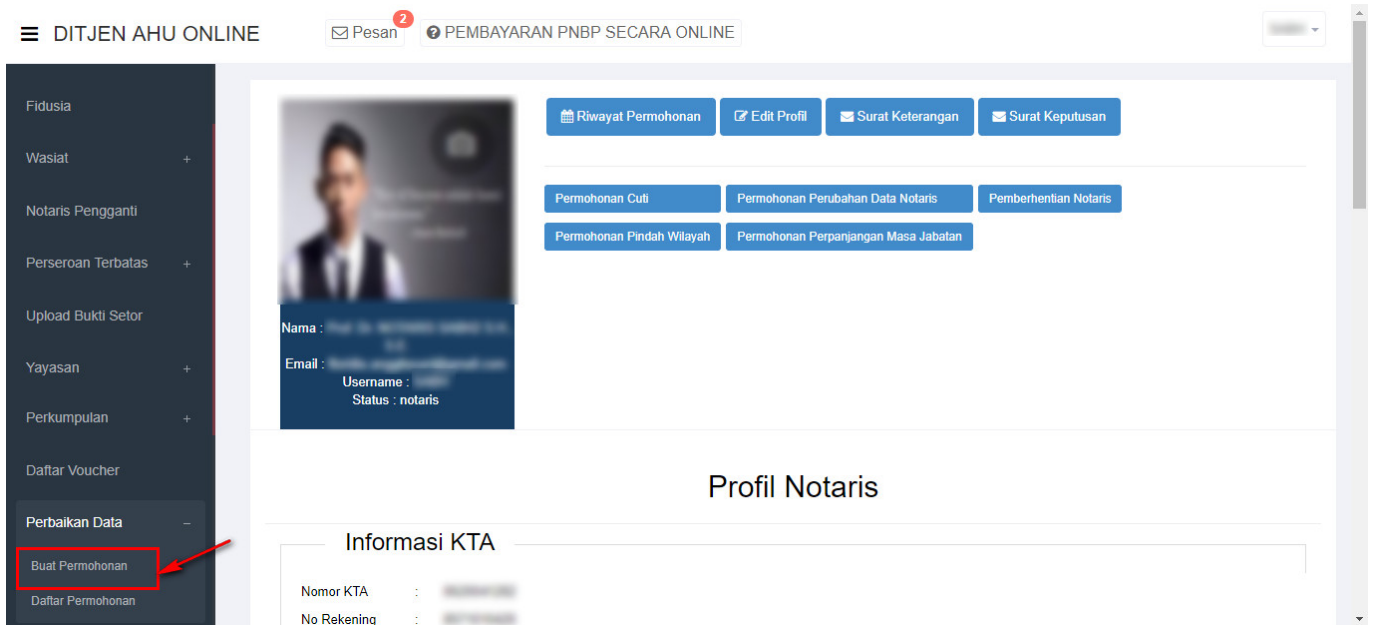 DITJEN AHU ONLINE
Pesan 2
PEMBAYARAN PNBP SECARA ONLINE
Fidusia
Wasiat +
Notaris Pengganti
Perseroan Terbatas +
Upload Bukti Setor
Yayasan +
Perkumpulan +
Daftar Voucher
Perbaikan Data –
Buat Permohonan
Daftar Permohonan
Riwayat Permohonan
Edit Profil
Surat Keterangan
Surat Keputusan
Permohonan Cuti
Permohonan Perubahan Data Notaris
Pemberhentian Notaris
Permohonan Pindah Wilayah
Permohonan Perpanjangan Masa Jabatan
Nama :
Email :
Username :
Status : notaris
Profil Notaris
Informasi KTA
Nomor KTA :
No Rekening :